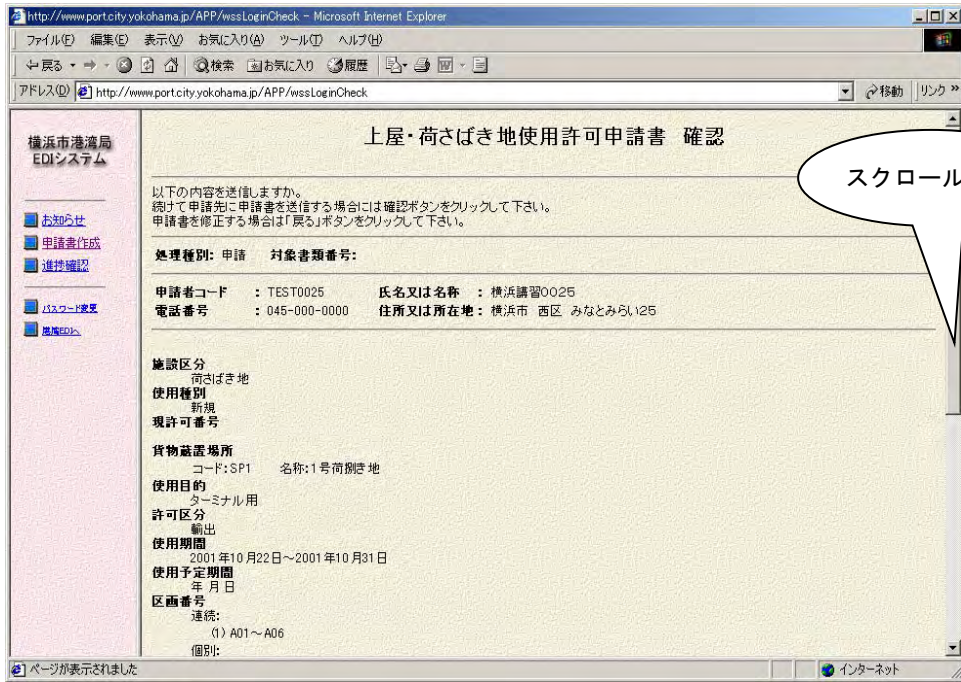 http://www.port.city.yokohama.jp/APP/wssLoginCheck - Microsoft Internet Explorer
ファイル(F) 編集(E) 表示(V) お気に入り(A) ツール(T) ヘルプ(H)
戻る 検索 お気に入り 履歴
アドレス(D) http://www.port.city.yokohama.jp/APP/wssLoginCheck 移動 リンク »
横浜市港湾局
EDIシステム
お知らせ
申請書作成
進捗確認
パスワード変更
港湾EDIへ
上屋・荷さばき地使用許可申請書 確認
スクロール
以下の内容を送信しますか。
続けて申請先に申請書を送信する場合には確認ボタンをクリックして下さい。
申請書を修正する場合は「戻る」ボタンをクリックして下さい。
処理種別: 申請 対象書類番号:
申請者コード : TEST0025 氏名又は名称 : 横浜講習0025
電話番号 : 045-000-0000 住所又は所在地 : 横浜市 西区 みなとみらい25
施設区分
荷さばき地
使用種別
新規
現許可番号
貨物蔵置場所
コード:SP1 名称:1号荷捌き地
使用目的
ターミナル用
許可区分
輸出
使用期間
2001年10月22日～2001年10月31日
使用予定期間
年 月 日
区画番号
連続:
(1) A01～A06
個別:
ページが表示されました
インターネット